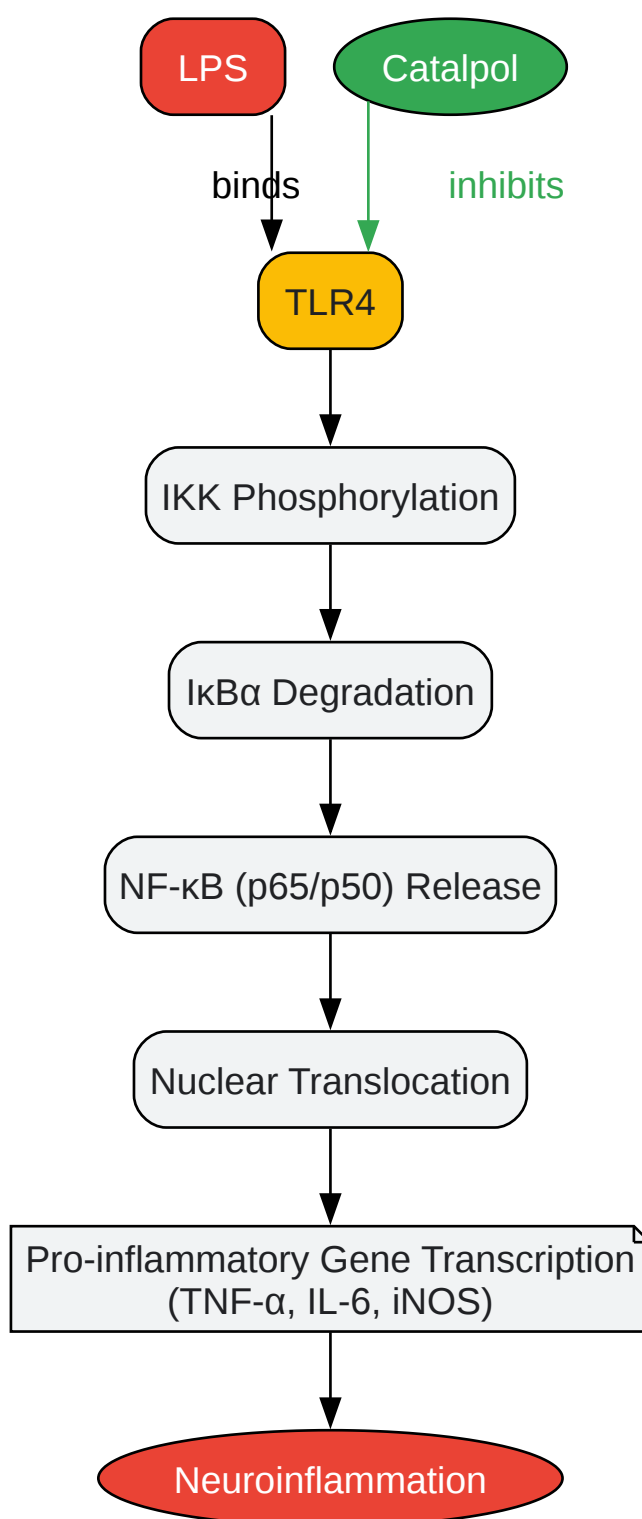 LPS
Catalpol
binds
inhibits
TLR4
IKK Phosphorylation
IκBα Degradation
NF-κB (p65/p50) Release
Nuclear Translocation
Pro-inflammatory Gene Transcription
(TNF-α, IL-6, iNOS)
Neuroinflammation